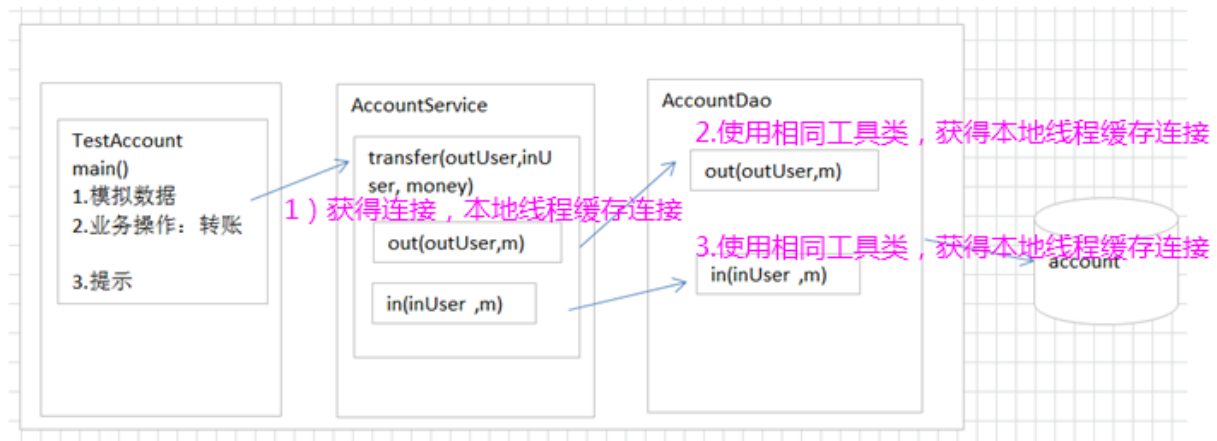 TestAccount
main()
1.模拟数据
2.业务操作：转账
3.提示
AccountService
transfer(outUser,inU
ser, money)
1）获得连接，本地线程缓存连接
out(outUser,m)
in(inUser ,m)
AccountDao
2.使用相同工具类，获得本地线程缓存连接
out(outUser,m)
3.使用相同工具类，获得本地线程缓存连接
in(inUser ,m)
account